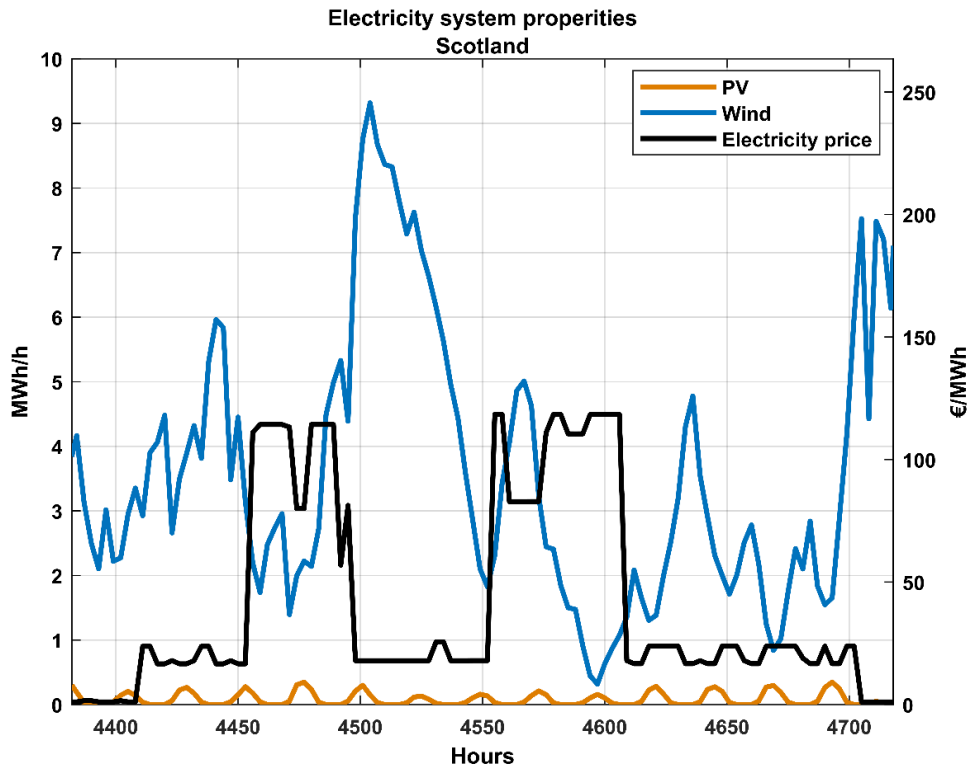 Electricity system properities
Scotland
PV
Wind
Electricity price
MWh/h
10
9
8
7
6
5
4
3
2
1
0
250
200
150
100
50
0
€/MWh
4400 4450 4500 4550 4600 4650 4700
Hours